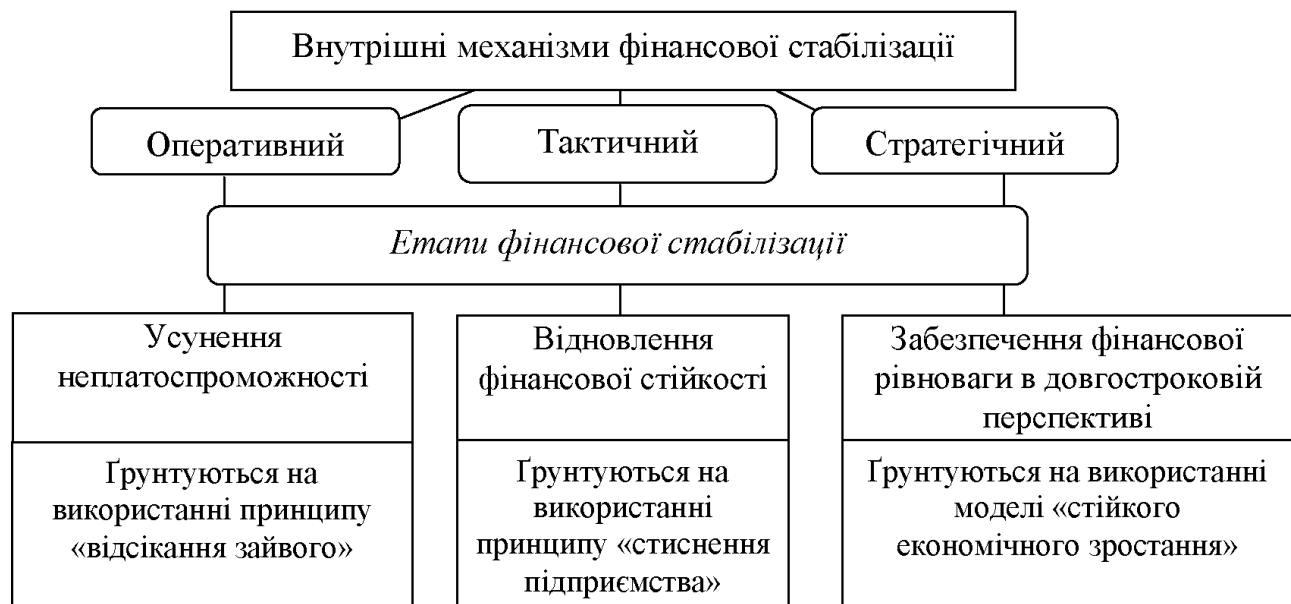 Внутрішні механізми фінансової стабілізації
Оперативний
Тактичний
Стратегічний
Етапи фінансової стабілізації
Усунення
неплатоспроможності
Відновлення
фінансової стійкості
Забезпечення фінансової
рівноваги в довгостроковій
перспективі
Ґрунтуються на
використанні принципу
«відсікання зайвого»
Ґрунтуються на
використанні
принципу «стиснення
підприємства»
Ґрунтуються на використанні
моделі «стійкого
економічного зростання»